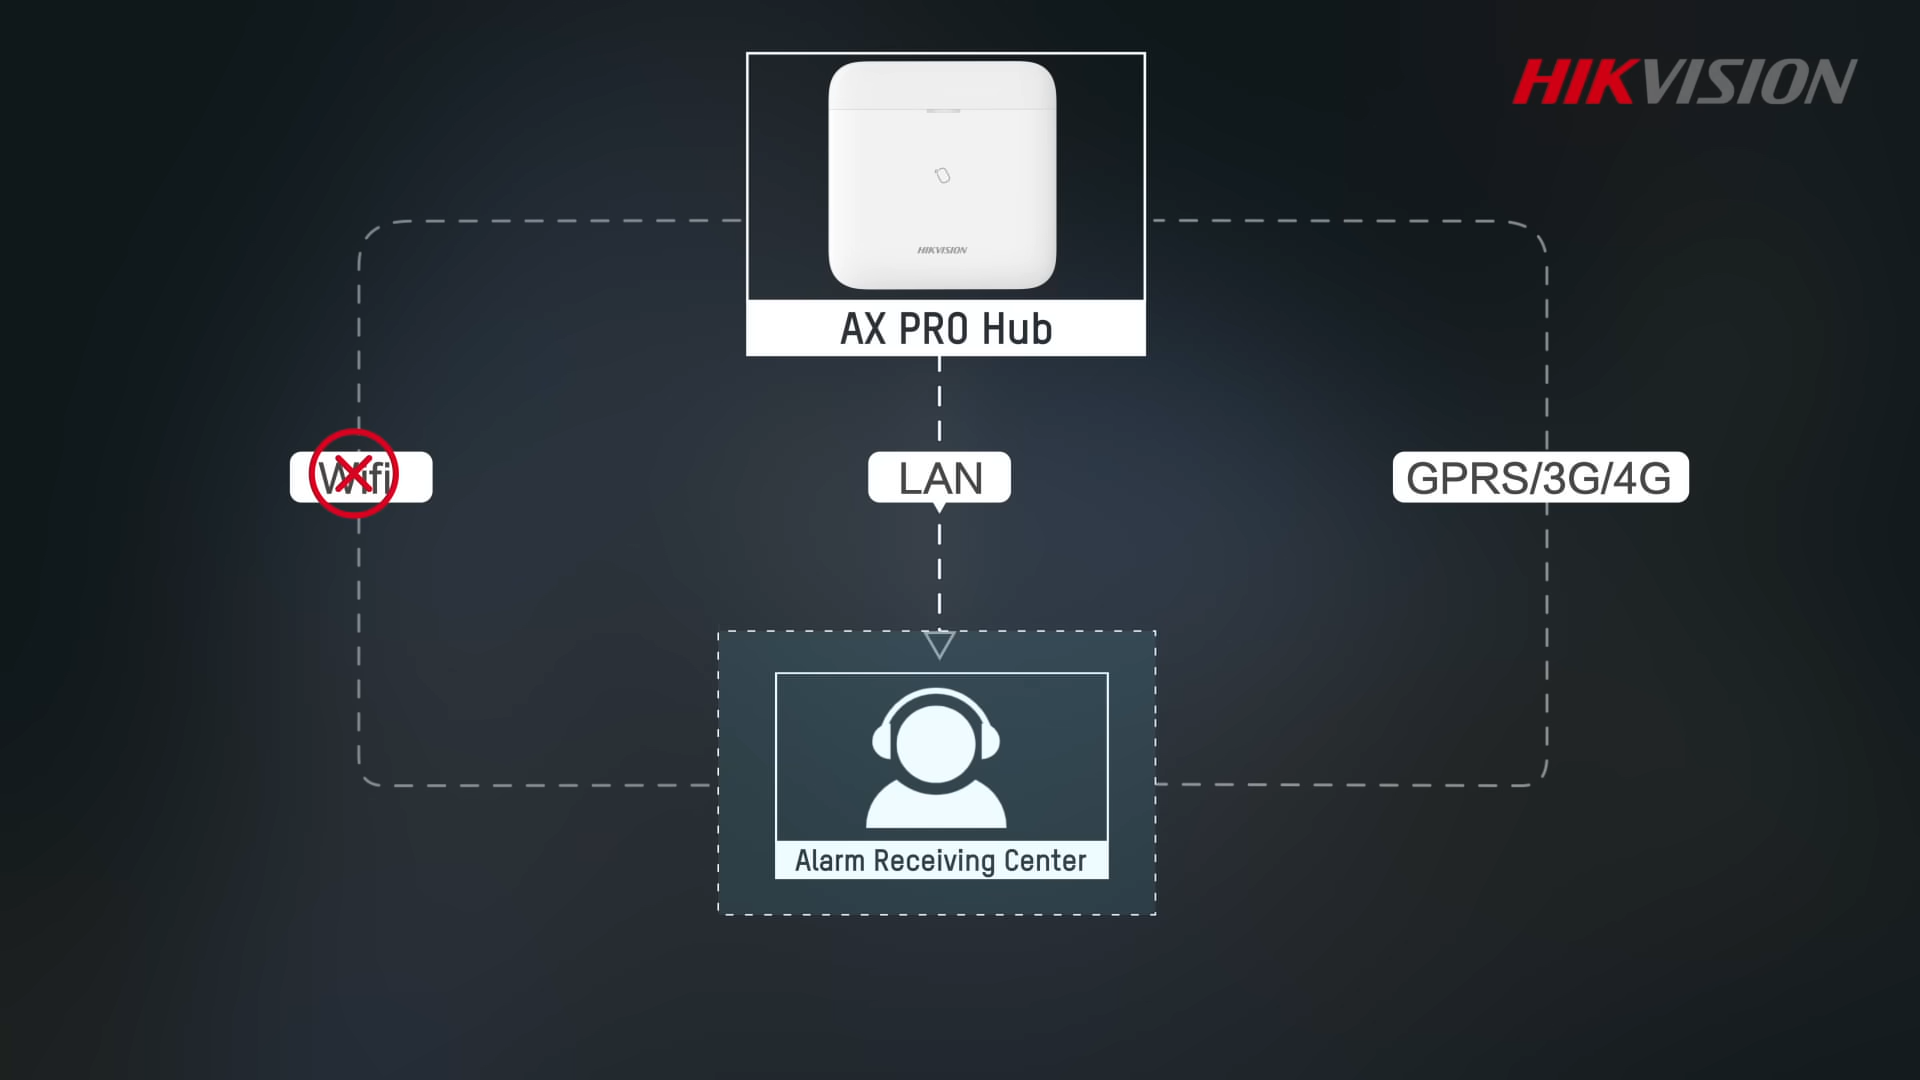 HIKVISION
HIKVISION
AX PRO Hub
Wifi
LAN
GPRS/3G/4G
Alarm Receiving Center